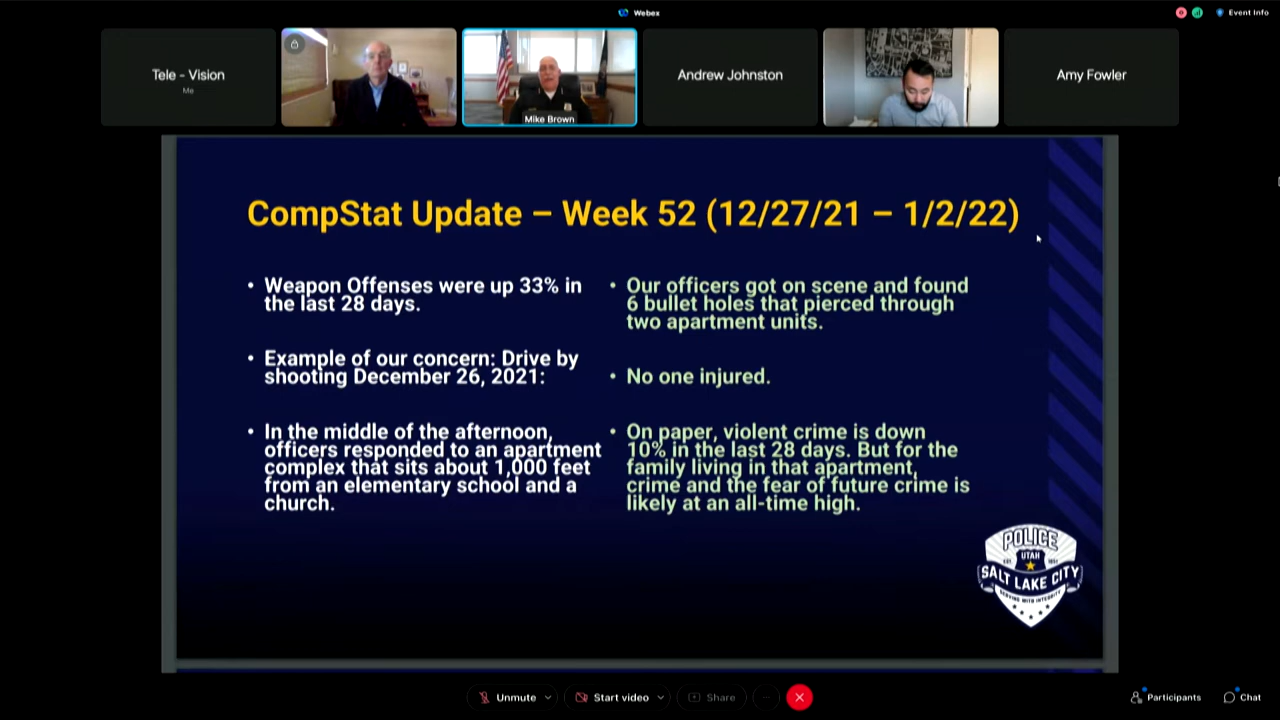 Webex
Event Info
Tele - Vision
Me
Mike Brown
Andrew Johnston
Amy Fowler
CompStat Update – Week 52 (12/27/21 – 1/2/22)
• Weapon Offenses were up 33% in
the last 28 days.
• Example of our concern: Drive by
shooting December 26, 2021:
• In the middle of the afternoon,
officers responded to an apartment
complex that sits about 1,000 feet
from an elementary school and a
church.
• Our officers got on scene and found
6 bullet holes that pierced through
two apartment units.
• No one injured.
• On paper, violent crime is down
10% in the last 28 days. But for the
family living in that apartment,
crime and the fear of future crime is
likely at an all-time high.
POLICE
UTAH
SALT LAKE CITY
SERVING WITH INTEGRITY
Unmute
Start video
Share
Participants
Chat